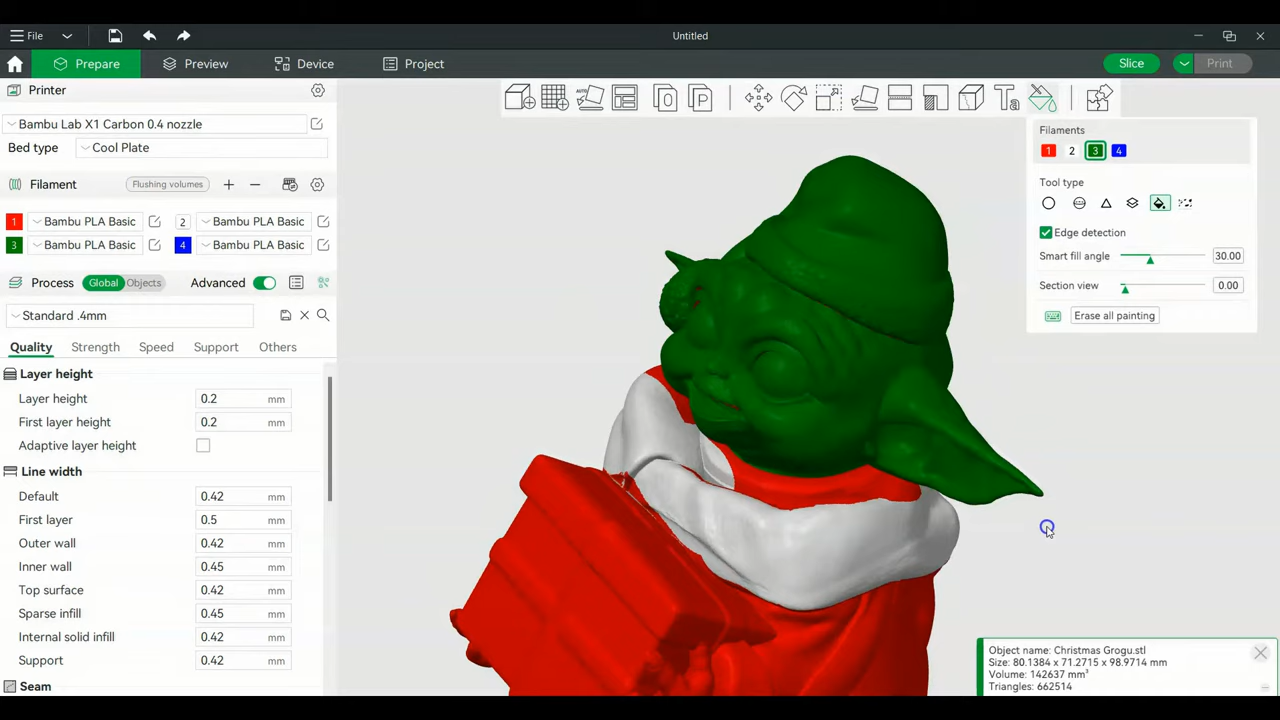 File
Untitled
Prepare
Preview
Device
Project
Slice
Print
Printer
Bambu Lab X1 Carbon 0.4 nozzle
Bed type
Cool Plate
Filament
Flushing volumes
1 Bambu PLA Basic
2 Bambu PLA Basic
3 Bambu PLA Basic
4 Bambu PLA Basic
Process
Global
Objects
Advanced
Standard .4mm
Quality
Strength
Speed
Support
Others
Layer height
Layer height 0.2 mm
First layer height 0.2 mm
Adaptive layer height
Line width
Default 0.42 mm
First layer 0.5 mm
Outer wall 0.42 mm
Inner wall 0.45 mm
Top surface 0.42 mm
Sparse infill 0.45 mm
Internal solid infill 0.42 mm
Support 0.42 mm
Seam
AUTO
O
P
Ta
Filaments
1 2 3 4
Tool type
Edge detection
Smart fill angle 30.00
Section view 0.00
Erase all painting
Object name: Christmas Grogu.stl
Size: 80.1384 x 71.2715 x 98.9714 mm
Volume: 142637 mm³
Triangles: 662514